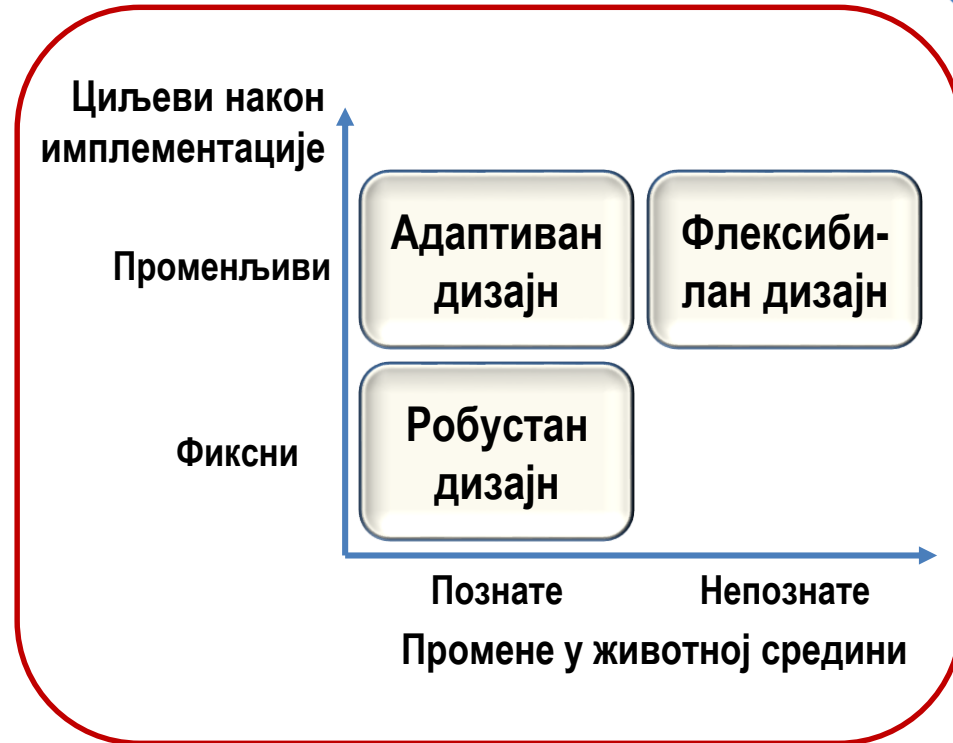 Циљеви након
имплементације
Променљиви
Адаптиван
дизајн
Флексиби-
лан дизајн
Фиксни
Робустан
дизајн
Познате
Непознате
Промене у животној средини